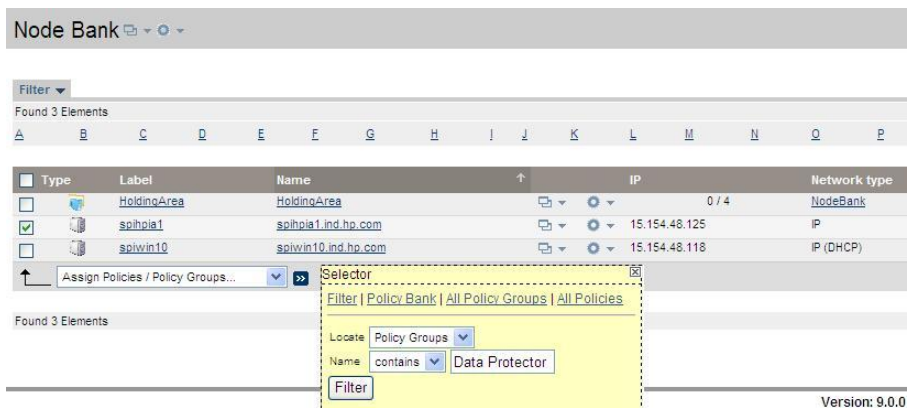 Node Bank
Filter
Found 3 Elements
A B C D E F G H I J K L M N O P
Type Label Name IP Network type
HoldingArea HoldingArea 0 / 4 NodeBank
spihpia1 spihpia1.ind.hp.com 15.154.48.125 IP
spiwin10 spiwin10.ind.hp.com 15.154.48.118 IP (DHCP)
Assign Policies / Policy Groups...
Selector
Filter | Policy Bank | All Policy Groups | All Policies
Found 3 Elements
Locate Policy Groups
Name contains Data Protector
Filter
Version: 9.0.0